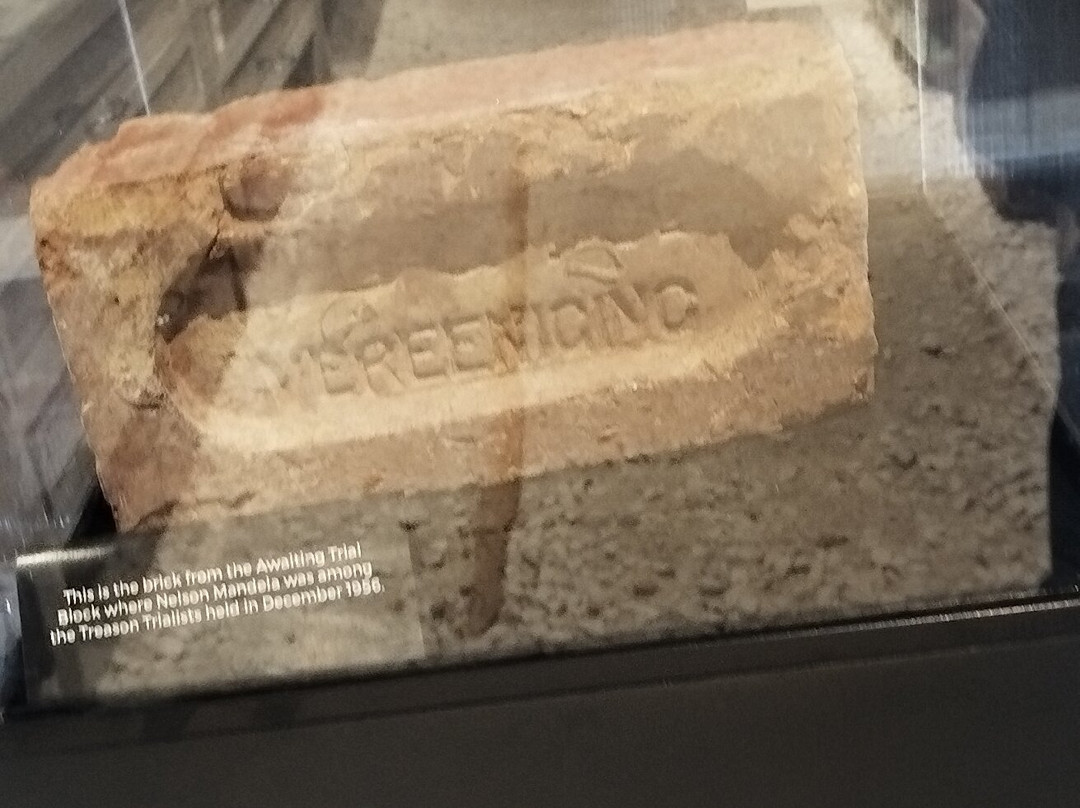 VEREENIGING
This is the brick from the Awaiting Trial
Block where Nelson Mandela was among
the Treason Trialists held in December 1956.